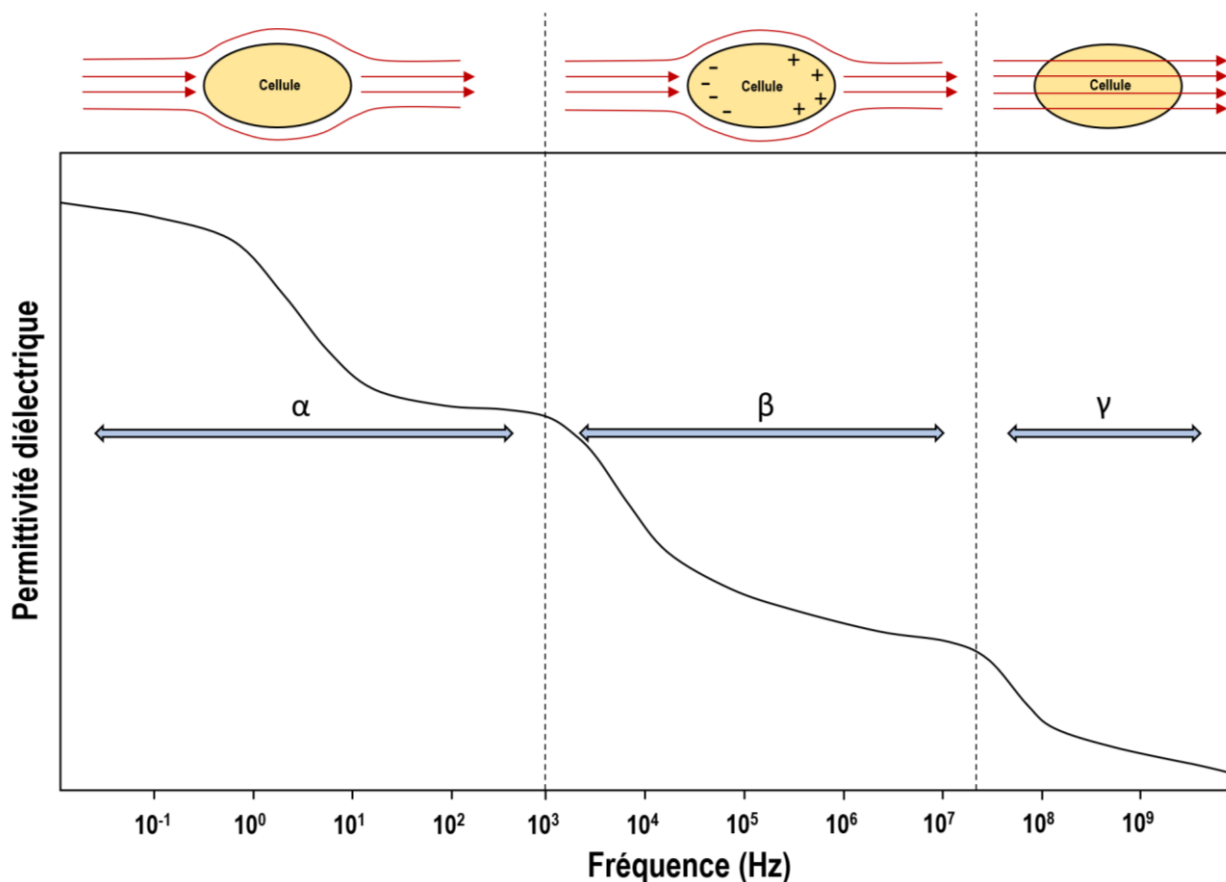 Cellule
- - - - + + + + Cellule
Cellule
Permittivité diélectrique
α
β
γ
10⁻¹ 10⁰ 10¹ 10² 10³ 10⁴ 10⁵ 10⁶ 10⁷ 10⁸ 10⁹
Fréquence (Hz)